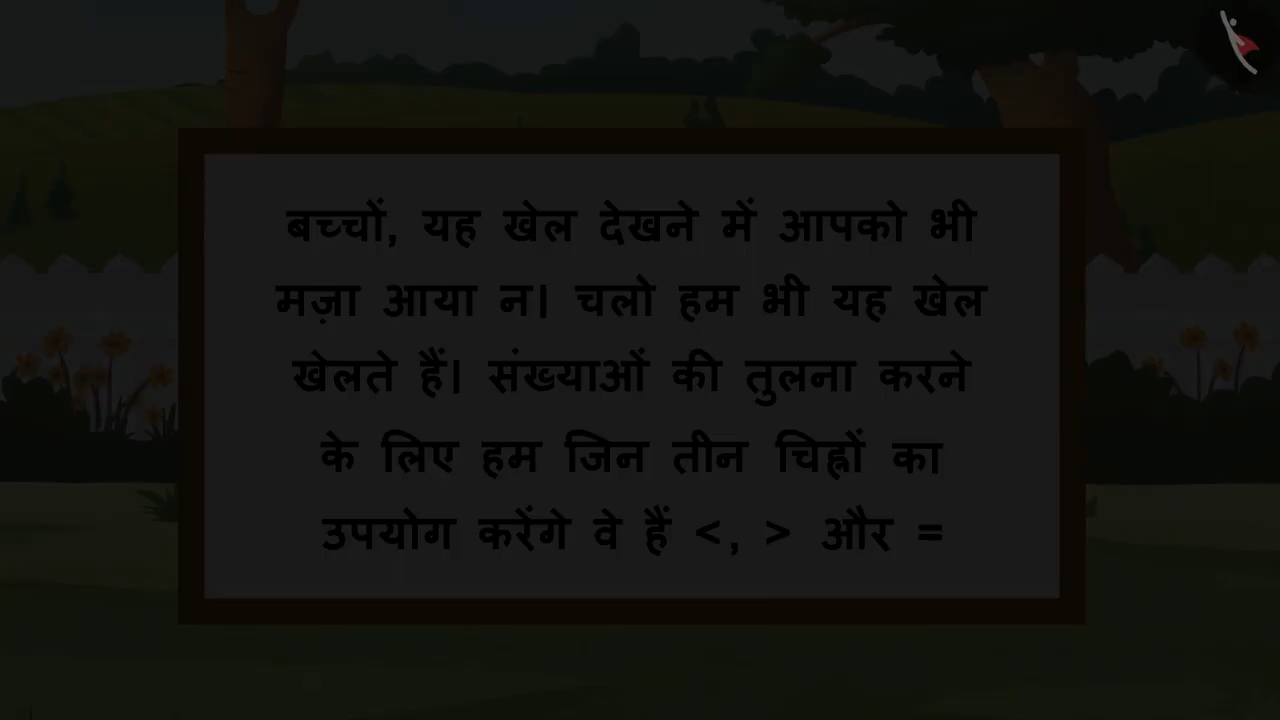 बच्चों, यह खेल देखने में आपको भी
मज़ा आया न। चलो हम भी यह खेल
खेलते हैं। संख्याओं की तुलना करने
के लिए हम जिन तीन चिह्नों का
उपयोग करेंगे वे हैं <, > और =